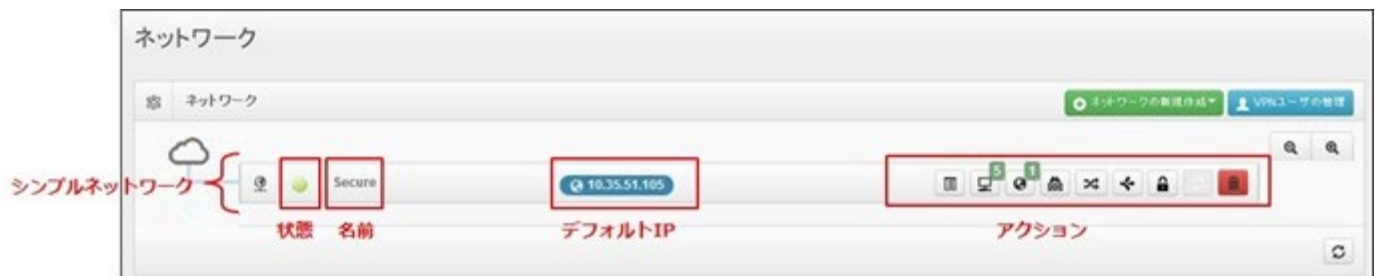 ネットワーク
ネットワーク
ネットワークの新規作成
VPNユーザの管理
シンプルネットワーク
Secure
10.35.51.105
5
1
状態
名前
デフォルトIP
アクション